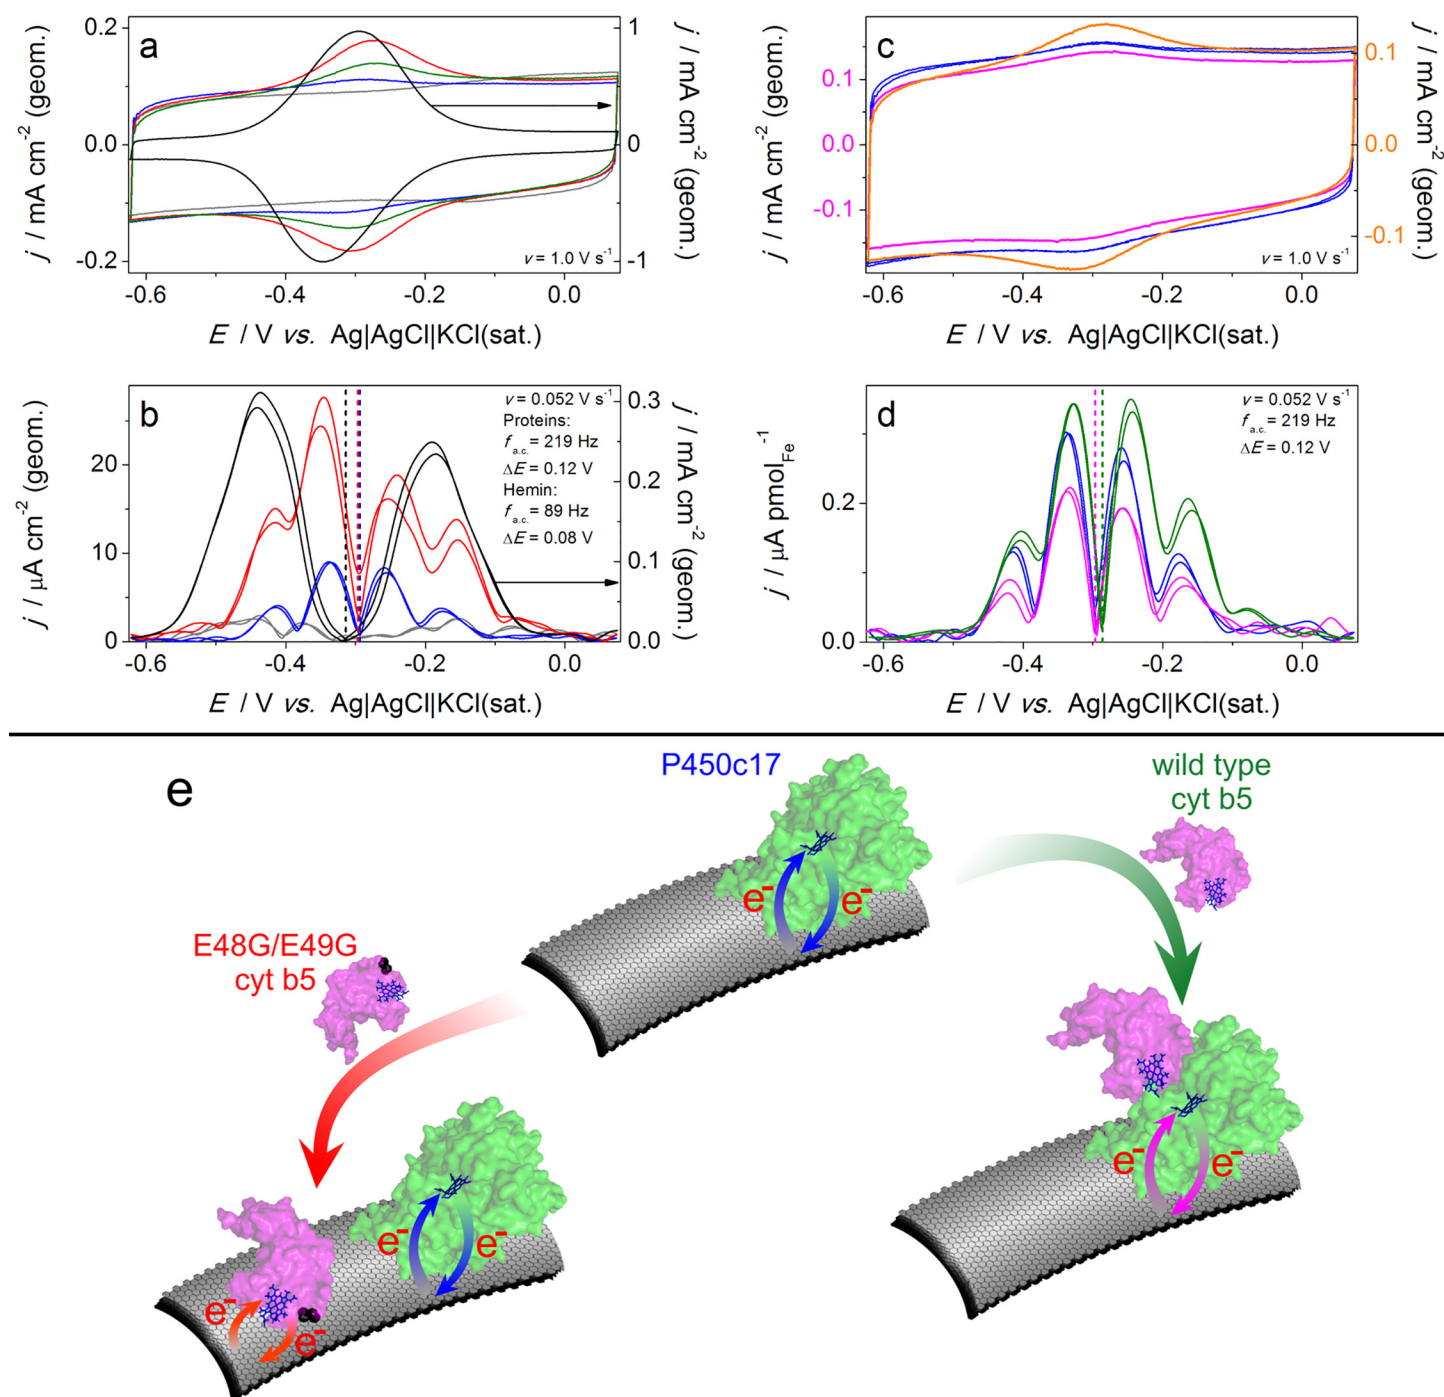 a
j / mA cm⁻² (geom.)
0.2
0.0
-0.2
1
0
-1
j / mA cm⁻² (geom.)
ν = 1.0 V s⁻¹
-0.6 -0.4 -0.2 0.0
E / V vs. Ag|AgCl|KCl(sat.)
c
j / mA cm⁻² (geom.)
0.1
0.0
-0.1
0.1
0.0
-0.1
j / mA cm⁻² (geom.)
ν = 1.0 V s⁻¹
-0.6 -0.4 -0.2 0.0
E / V vs. Ag|AgCl|KCl(sat.)
b
j / μA cm⁻² (geom.)
20
10
0
0.3
0.2
0.1
0.0
j / mA cm⁻² (geom.)
ν = 0.052 V s⁻¹
Proteins:
f a.c. = 219 Hz
ΔE = 0.12 V
Hemin:
f a.c. = 89 Hz
ΔE = 0.08 V
-0.6 -0.4 -0.2 0.0
E / V vs. Ag|AgCl|KCl(sat.)
d
j / μA pmol Fe⁻¹
0.2
0.0
ν = 0.052 V s⁻¹
f a.c. = 219 Hz
ΔE = 0.12 V
-0.6 -0.4 -0.2 0.0
E / V vs. Ag|AgCl|KCl(sat.)
e
P450c17
wild type
cyt b5
e⁻ e⁻
E48G/E49G
cyt b5
e⁻ e⁻
e⁻ e⁻
e⁻ e⁻